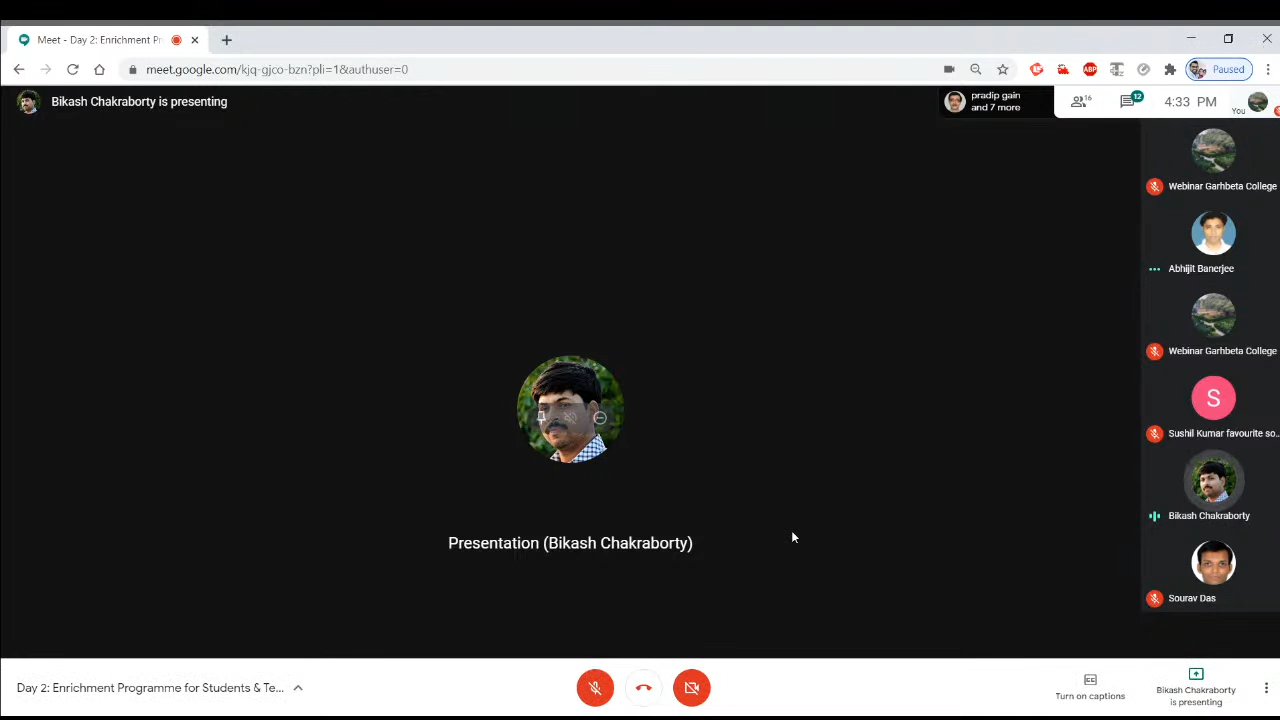 Meet - Day 2: Enrichment Pr
meet.google.com/kjq-gjco-bzn?pli=1&authuser=0
ABP
Paused
Bikash Chakraborty is presenting
pradip gain
and 7 more
16
12
4:33 PM
You
Webinar Garhbeta College
Abhijit Banerjee
Webinar Garhbeta College
S
Sushil Kumar favourite so...
Bikash Chakraborty
Sourav Das
Presentation (Bikash Chakraborty)
Day 2: Enrichment Programme for Students & Te...
Turn on captions
Bikash Chakraborty
is presenting